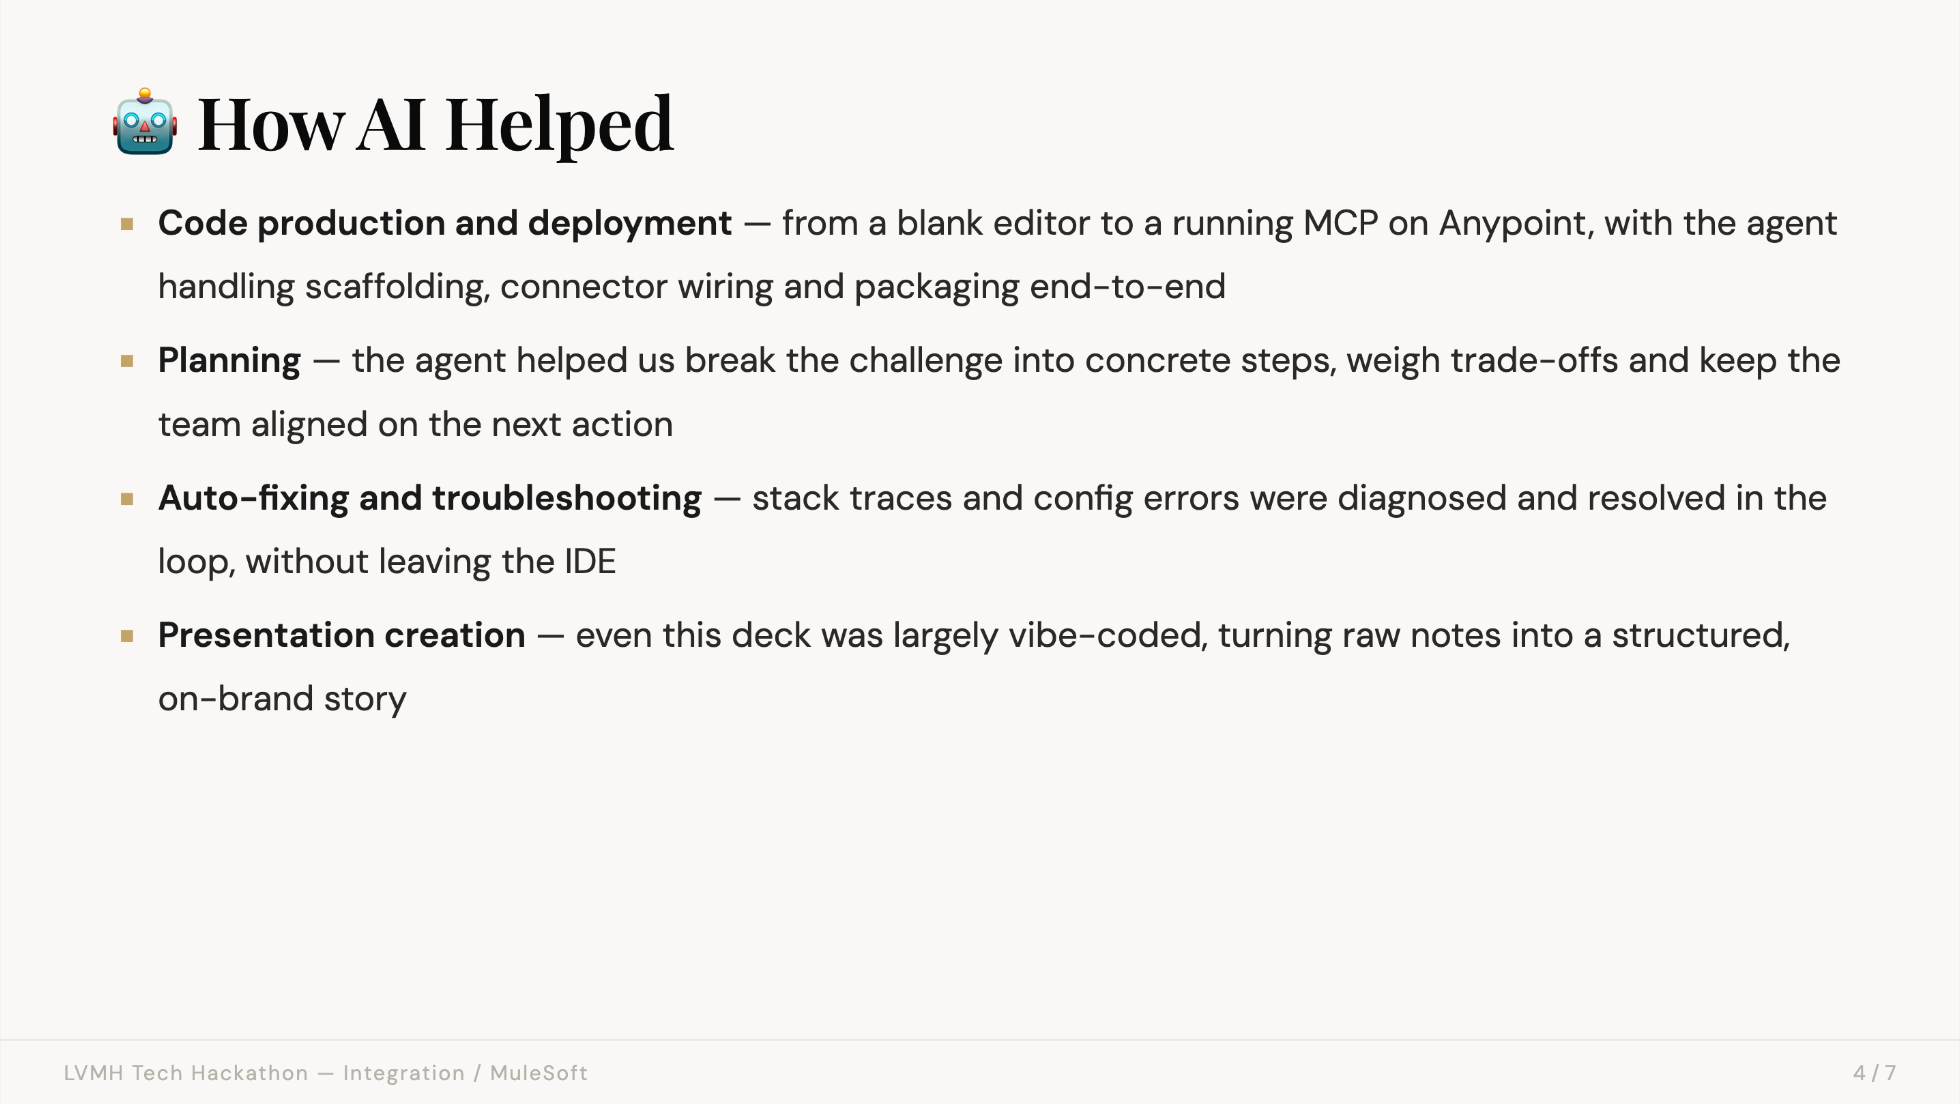 🤖 How AI Helped
▪ Code production and deployment — from a blank editor to a running MCP on Anypoint, with the agent
handling scaffolding, connector wiring and packaging end-to-end
▪ Planning — the agent helped us break the challenge into concrete steps, weigh trade-offs and keep the
team aligned on the next action
▪ Auto-fixing and troubleshooting — stack traces and config errors were diagnosed and resolved in the
loop, without leaving the IDE
▪ Presentation creation — even this deck was largely vibe-coded, turning raw notes into a structured,
on-brand story
LVMH Tech Hackathon — Integration / MuleSoft
4 / 7